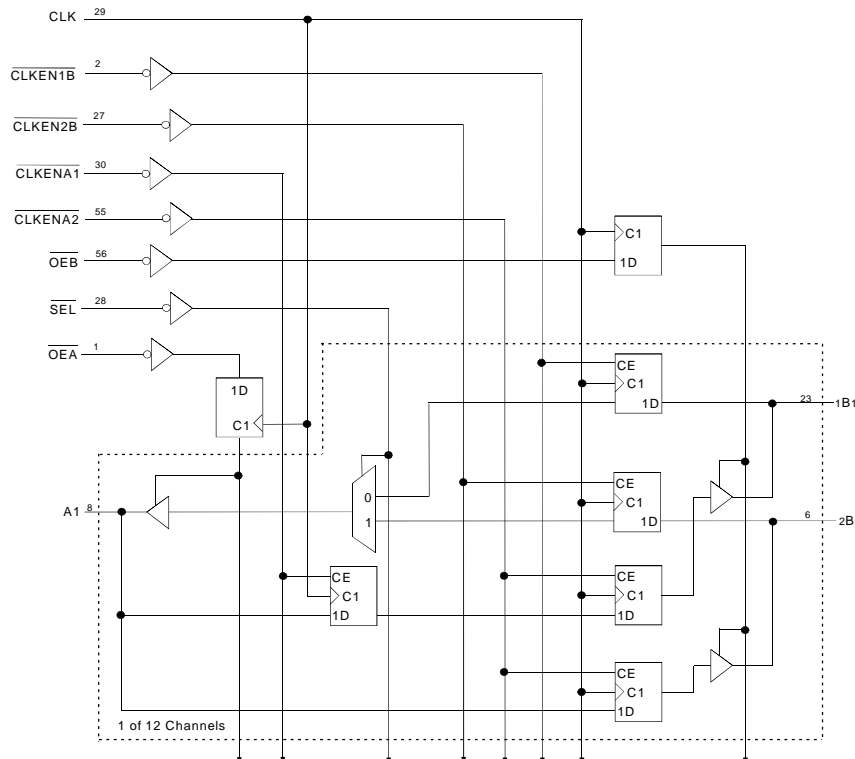 CLK 29
CLKEN1B 2
CLKEN2B 27
CLKENA1 30
CLKENA2 55
OEB 56
SEL 28
OEA 1
C1
1D
1D
C1
CE
C1
1D
23 1B1
A1 8
0
1
CE
C1
1D
6 2B
CE
C1
1D
CE
C1
1D
CE
C1
1D
1 of 12 Channels